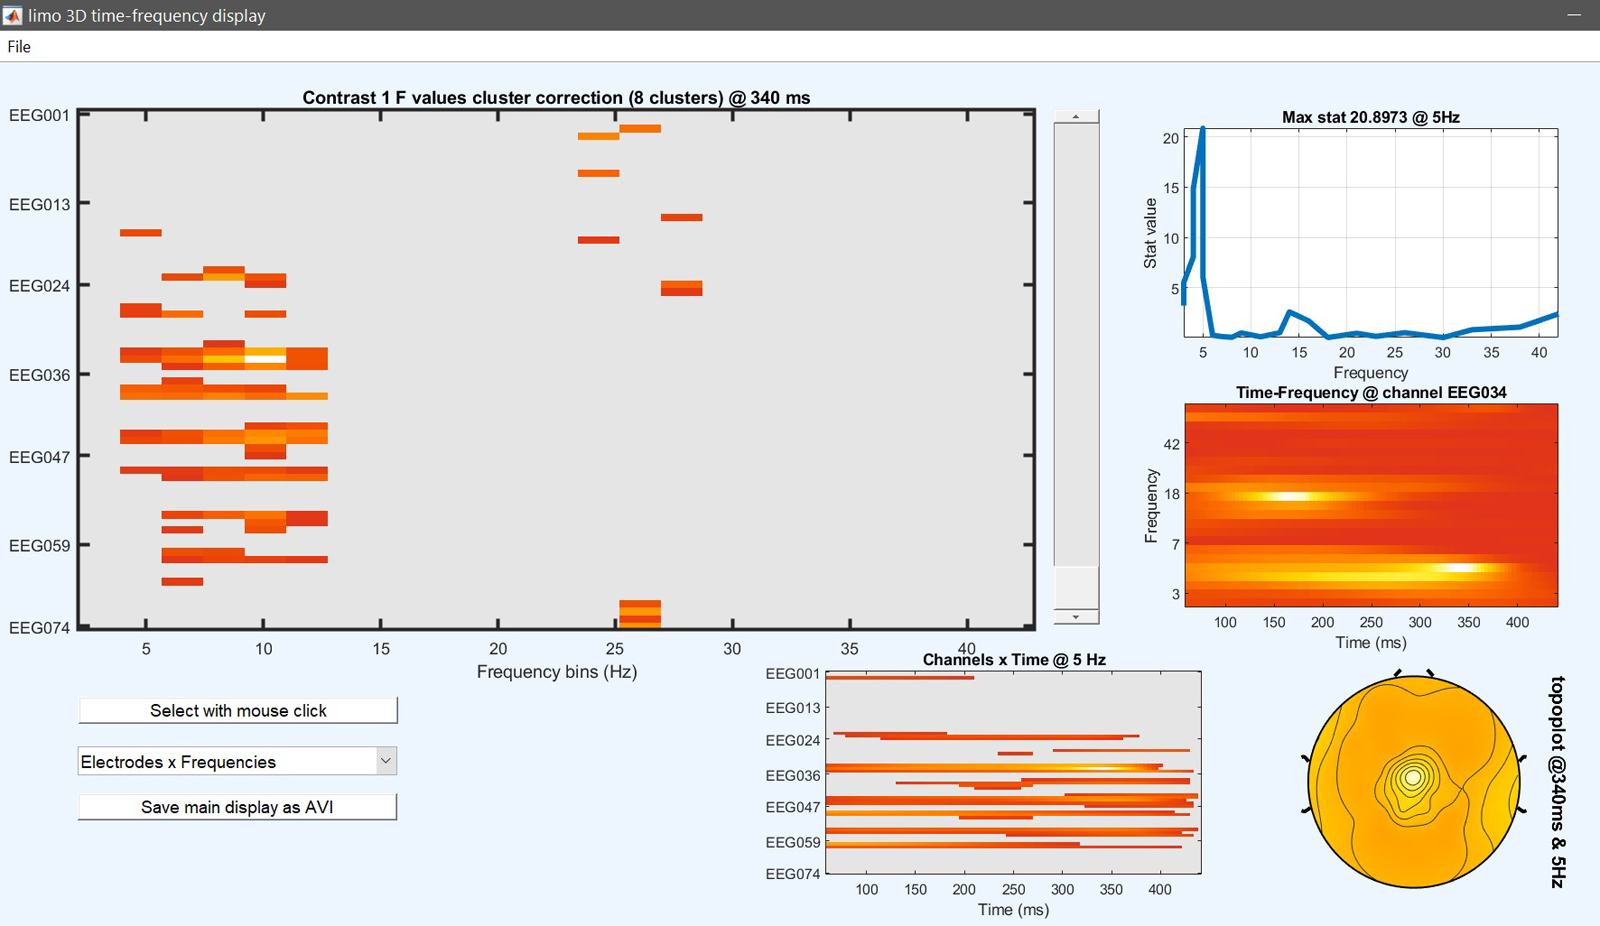 limo 3D time-frequency display
File
Contrast 1 F values cluster correction (8 clusters) @ 340 ms
EEG001
EEG013
EEG024
EEG036
EEG047
EEG059
EEG074
5 10 15 20 25 30 35 40
Frequency bins (Hz)
Select with mouse click
Electrodes x Frequencies
Save main display as AVI
Max stat 20.8973 @ 5Hz
Stat value
20
15
10
5
5 10 15 20 25 30 35 40
Frequency
Time-Frequency @ channel EEG034
Frequency
42
18
7
3
100 150 200 250 300 350 400
Time (ms)
Channels x Time @ 5 Hz
EEG001
EEG013
EEG024
EEG036
EEG047
EEG059
EEG074
100 150 200 250 300 350 400
Time (ms)
topoplot @340ms & 5Hz